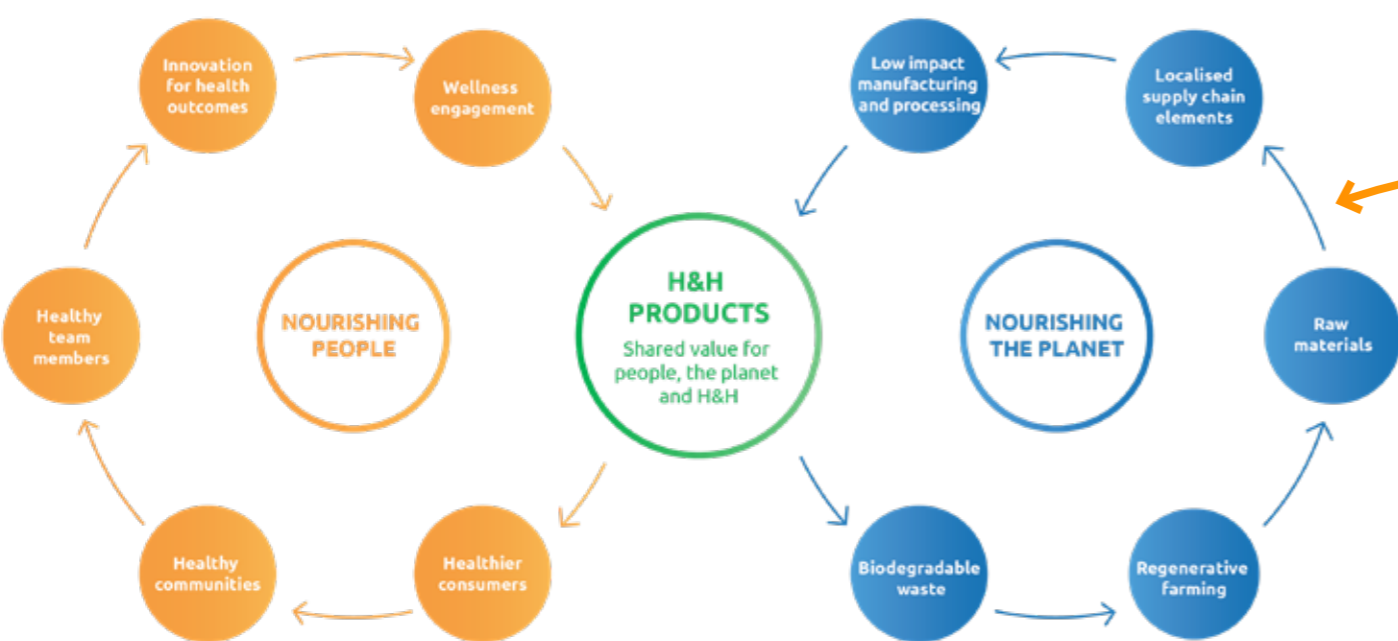 Innovation
for health
outcomes
Wellness
engagement
Low impact
manufacturing
and processing
Localised
supply chain
elements
Healthy
team
members
NOURISHING
PEOPLE
H&H
PRODUCTS
Shared value for
people, the planet
and H&H
NOURISHING
THE PLANET
Raw
materials
Healthy
communities
Healthier
consumers
Biodegradable
waste
Regenerative
farming